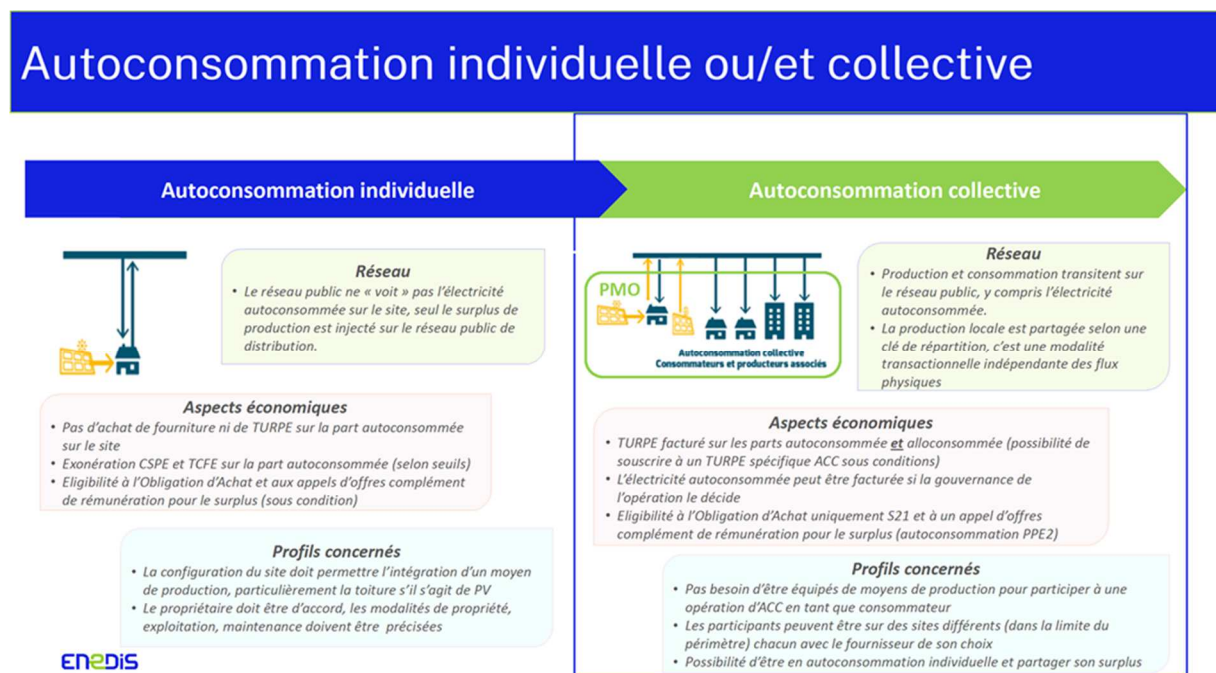 Autoconsommation individuelle ou/et collective
Autoconsommation individuelle
Réseau
• Le réseau public ne « voit » pas l'électricité
autoconsommée sur le site, seul le surplus de
production est injecté sur le réseau public de
distribution.
Aspects économiques
• Pas d'achat de fourniture ni de TURPE sur la part autoconsommée
sur le site
• Exonération CSPE et TCFE sur la part autoconsommée (selon seuils)
• Eligibilité à l'Obligation d'Achat et aux appels d'offres complément
de rémunération pour le surplus (sous condition)
Profils concernés
• La configuration du site doit permettre l'intégration d'un moyen
de production, particulièrement la toiture s'il s'agit de PV
• Le propriétaire doit être d'accord, les modalités de propriété,
exploitation, maintenance doivent être précisées
ENEDIS
Autoconsommation collective
PMO
Autoconsommation collective
Consommateurs et producteurs associés
Réseau
• Production et consommation transitent sur
le réseau public, y compris l'électricité
autoconsommée.
• La production locale est partagée selon une
clé de répartition, c'est une modalité
transactionnelle indépendante des flux
physiques
Aspects économiques
• TURPE facturé sur les parts autoconsommée et alloconsommée (possibilité de
souscrire à un TURPE spécifique ACC sous conditions)
• L'électricité autoconsommée peut être facturée si la gouvernance de
l'opération le décide
• Eligibilité à l'Obligation d'Achat uniquement S21 et à un appel d'offres
complément de rémunération pour le surplus (autoconsommation PPE2)
Profils concernés
• Pas besoin d'être équipés de moyens de production pour participer à une
opération d'ACC en tant que consommateur
• Les participants peuvent être sur des sites différents (dans la limite du
périmètre) chacun avec le fournisseur de son choix
• Possibilité d'être en autoconsommation individuelle et partager son surplus